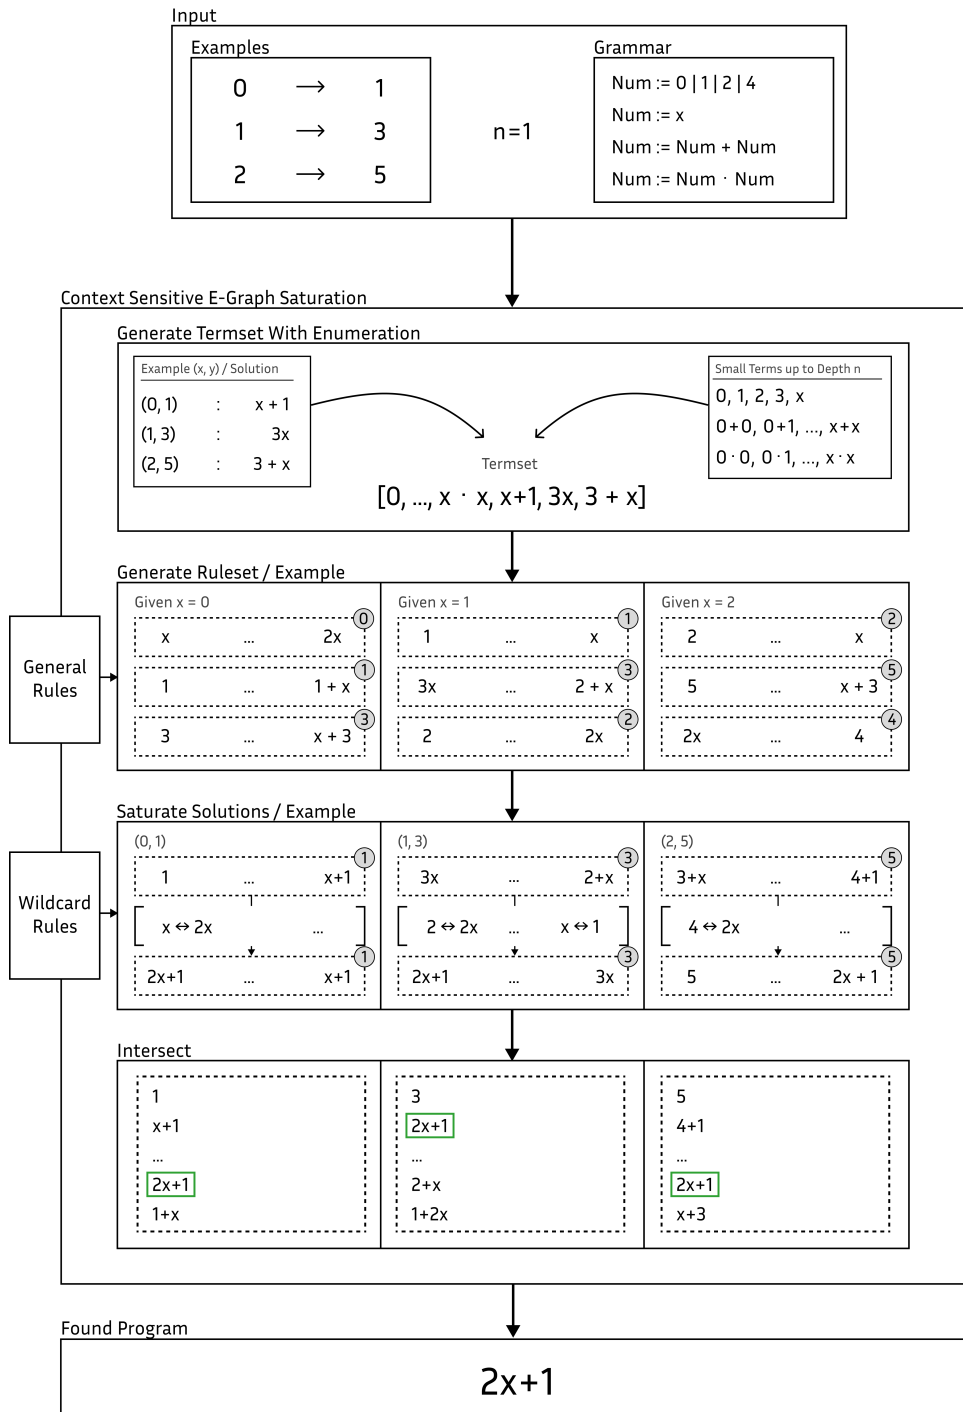 Input
Examples
Grammar
0 → 1
1 → 3
2 → 5
n=1
Num := 0 | 1 | 2 | 4
Num := x
Num := Num + Num
Num := Num · Num
Context Sensitive E-Graph Saturation
Generate Termset With Enumeration
Example (x, y) / Solution
(0, 1) : x + 1
(1, 3) : 3x
(2, 5) : 3 + x
Small Terms up to Depth n
0, 1, 2, 3, x
0+0, 0+1, ..., x+x
0·0, 0·1, ..., x·x
Termset
[0, ..., x · x, x+1, 3x, 3 + x]
Generate Ruleset / Example
General
Rules
Given x = 0
0
x ... 2x
1
1 ... 1 + x
3
3 ... x + 3
Given x = 1
1
1 ... x
3
3x ... 2 + x
2
2 ... 2x
Given x = 2
2
2 ... x
5
5 ... x + 3
4
2x ... 4
Saturate Solutions / Example
Wildcard
Rules
(0, 1)
1
1 ... x+1
[ x ↔ 2x ... ]
1
2x+1 ... x+1
(1, 3)
3
3x ... 2+x
[ 2 ↔ 2x ... x ↔ 1 ]
3
2x+1 ... 3x
(2, 5)
5
3+x ... 4+1
[ 4 ↔ 2x ... ]
5
5 ... 2x + 1
Intersect
1
x+1
...
2x+1
1+x
3
2x+1
...
2+x
1+2x
5
4+1
...
2x+1
x+3
Found Program
2x+1